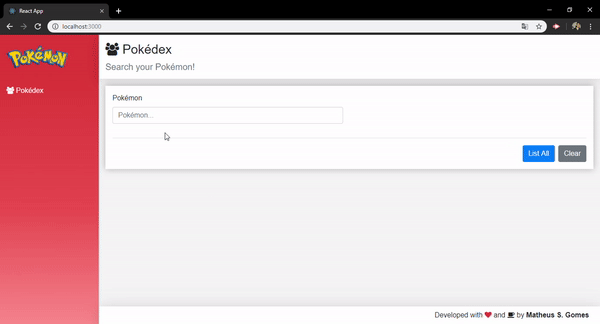 React App
localhost:3000
Pokémon
Pokédex
Pokédex
Search your Pokémon!
Pokémon
Pokémon...
List All
Clear
Developed with and by Matheus S. Gomes